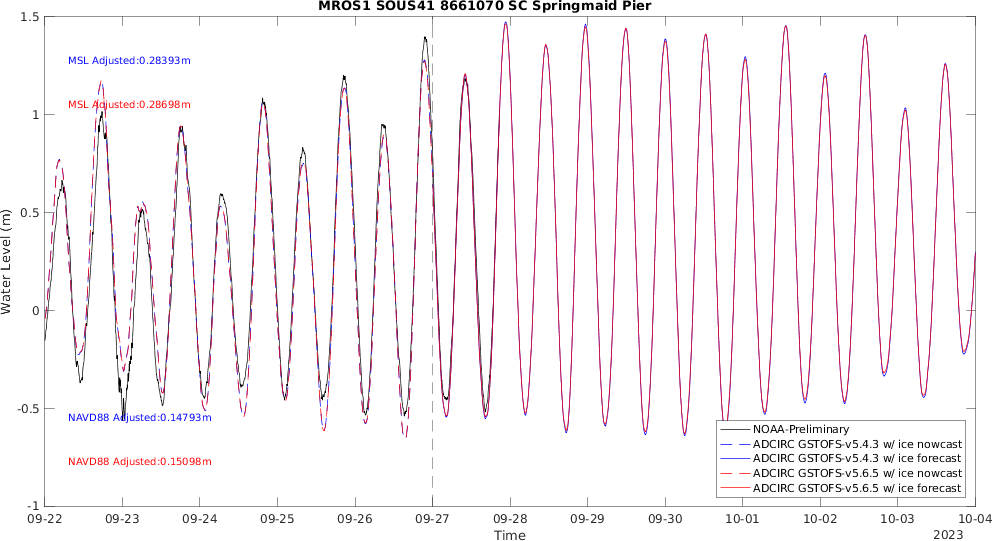 MROS1 SOUS41 8661070 SC Springmaid Pier
Water Level (m)
1.5
1
0.5
0
-0.5
-1
MSL Adjusted:0.28393m
MSL Adjusted:0.28698m
NAVD88 Adjusted:0.14793m
NAVD88 Adjusted:0.15098m
NOAA-Preliminary
ADCIRC GSTOFS-v5.4.3 w/ ice nowcast
ADCIRC GSTOFS-v5.4.3 w/ ice forecast
ADCIRC GSTOFS-v5.6.5 w/ ice nowcast
ADCIRC GSTOFS-v5.6.5 w/ ice forecast
09-22 09-23 09-24 09-25 09-26 09-27 09-28 09-29 09-30 10-01 10-02 10-03 10-04
Time
2023